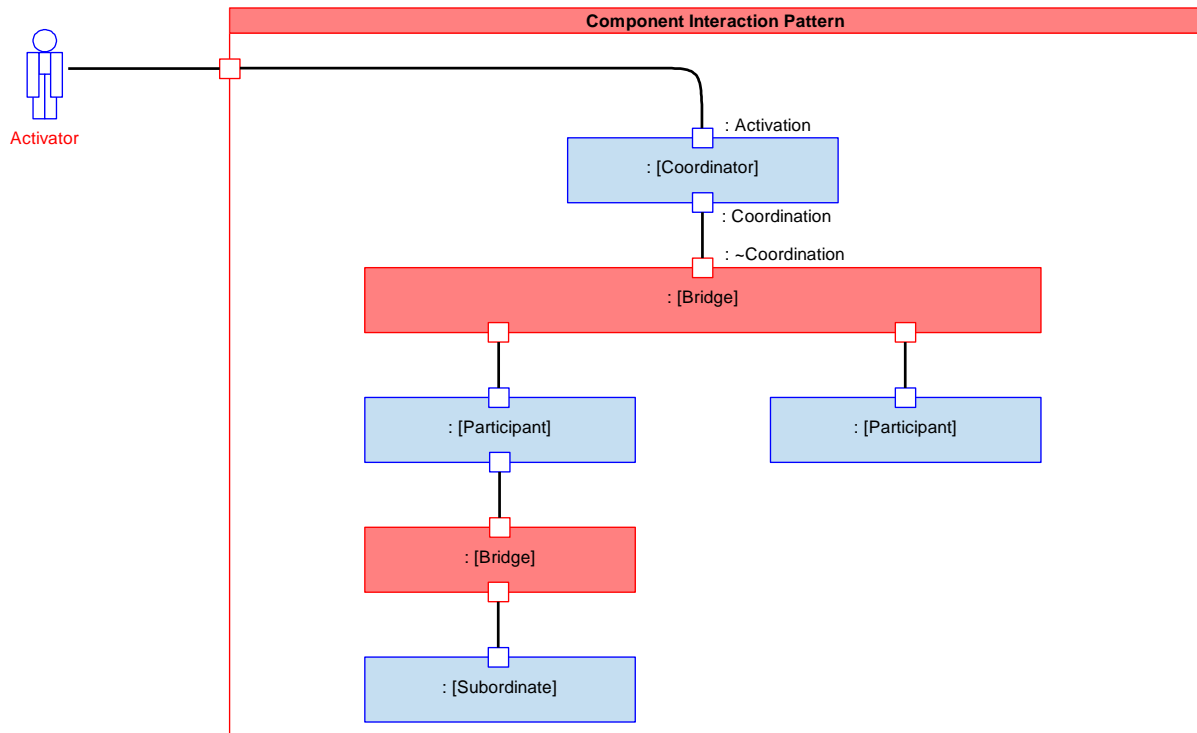 Component Interaction Pattern
Activator
: Activation
: [Coordinator]
: Coordination
: ~Coordination
: [Bridge]
: [Participant]
: [Participant]
: [Bridge]
: [Subordinate]